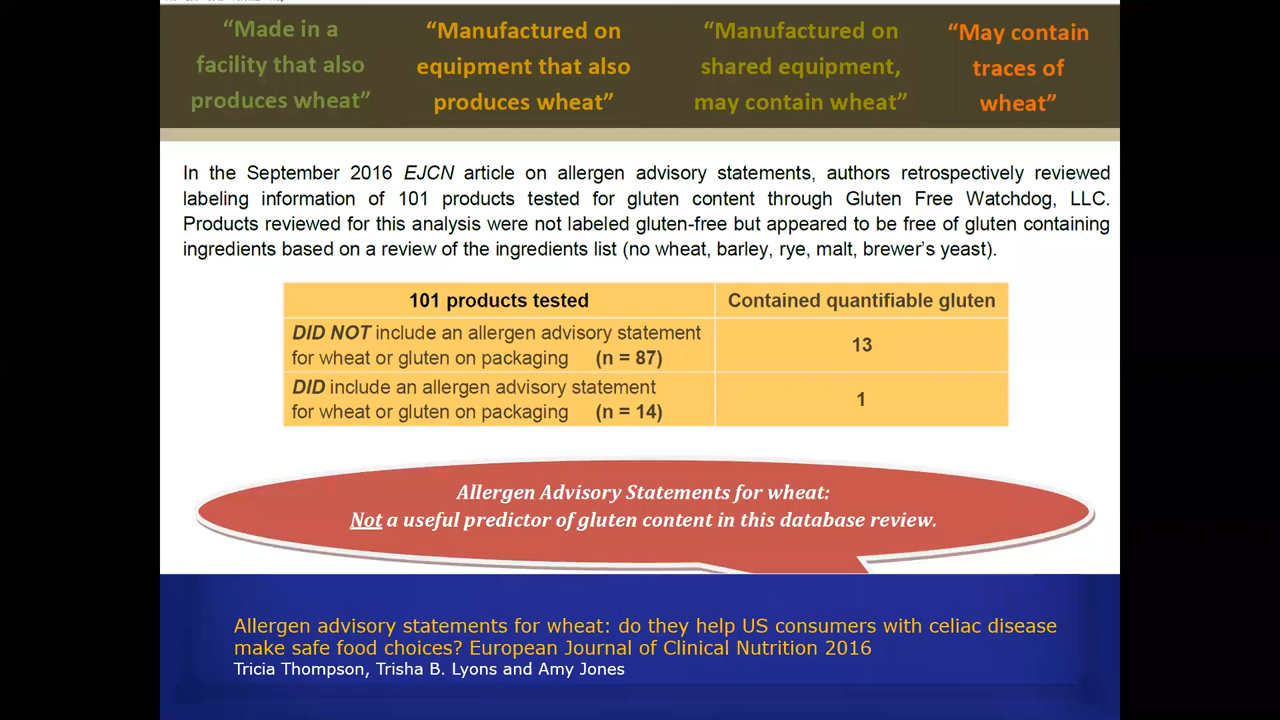 “Made in a
facility that also
produces wheat”
“Manufactured on
equipment that also
produces wheat”
“Manufactured on
shared equipment,
may contain wheat”
“May contain
traces of
wheat”
In the September 2016 EJCN article on allergen advisory statements, authors retrospectively reviewed
labeling information of 101 products tested for gluten content through Gluten Free Watchdog, LLC.
Products reviewed for this analysis were not labeled gluten-free but appeared to be free of gluten containing
ingredients based on a review of the ingredients list (no wheat, barley, rye, malt, brewer’s yeast).
101 products tested
Contained quantifiable gluten
DID NOT include an allergen advisory statement
for wheat or gluten on packaging (n = 87)
13
DID include an allergen advisory statement
for wheat or gluten on packaging (n = 14)
1
Allergen Advisory Statements for wheat:
Not a useful predictor of gluten content in this database review.
Allergen advisory statements for wheat: do they help US consumers with celiac disease
make safe food choices? European Journal of Clinical Nutrition 2016
Tricia Thompson, Trisha B. Lyons and Amy Jones